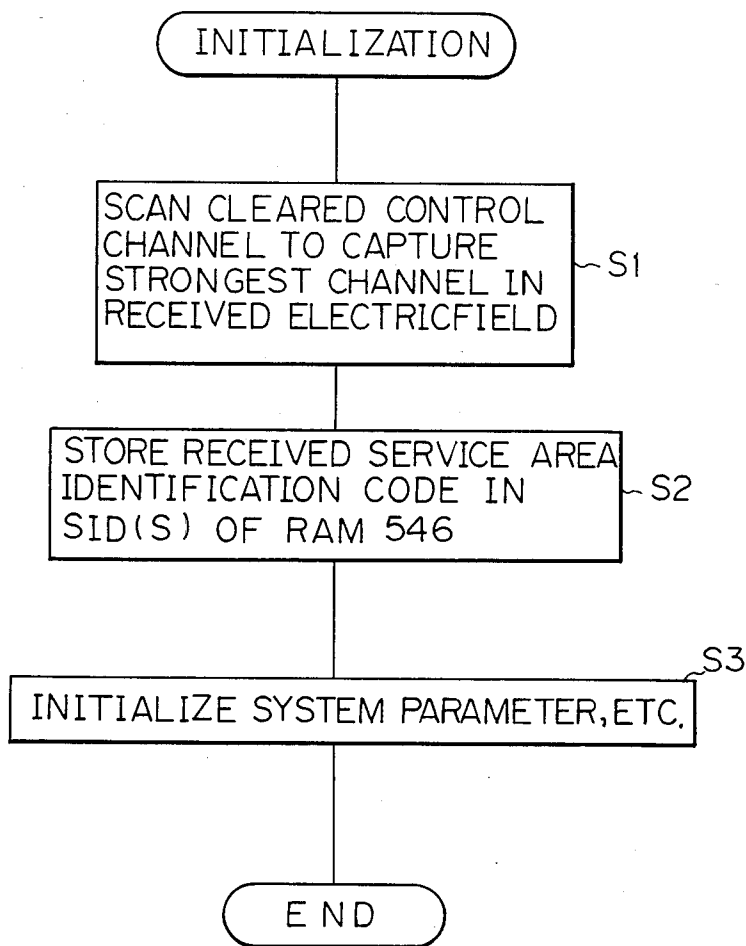 INITIALIZATION
SCAN CLEARED CONTROL
CHANNEL TO CAPTURE
STRONGEST CHANNEL IN
RECEIVED ELECTRICFIELD
S1
STORE RECEIVED SERVICE AREA
IDENTIFICATION CODE IN
SID(S) OF RAM 546
S2
S3
INITIALIZE SYSTEM PARAMETER, ETC.
END